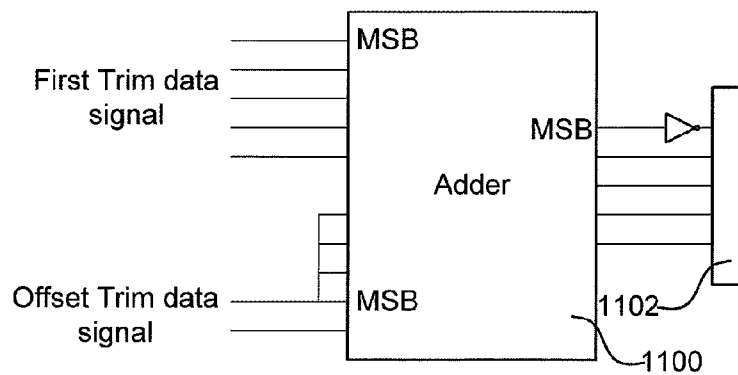 MSB
First Trim data
signal
MSB
Adder
Offset Trim data
signal
MSB
1102
1100